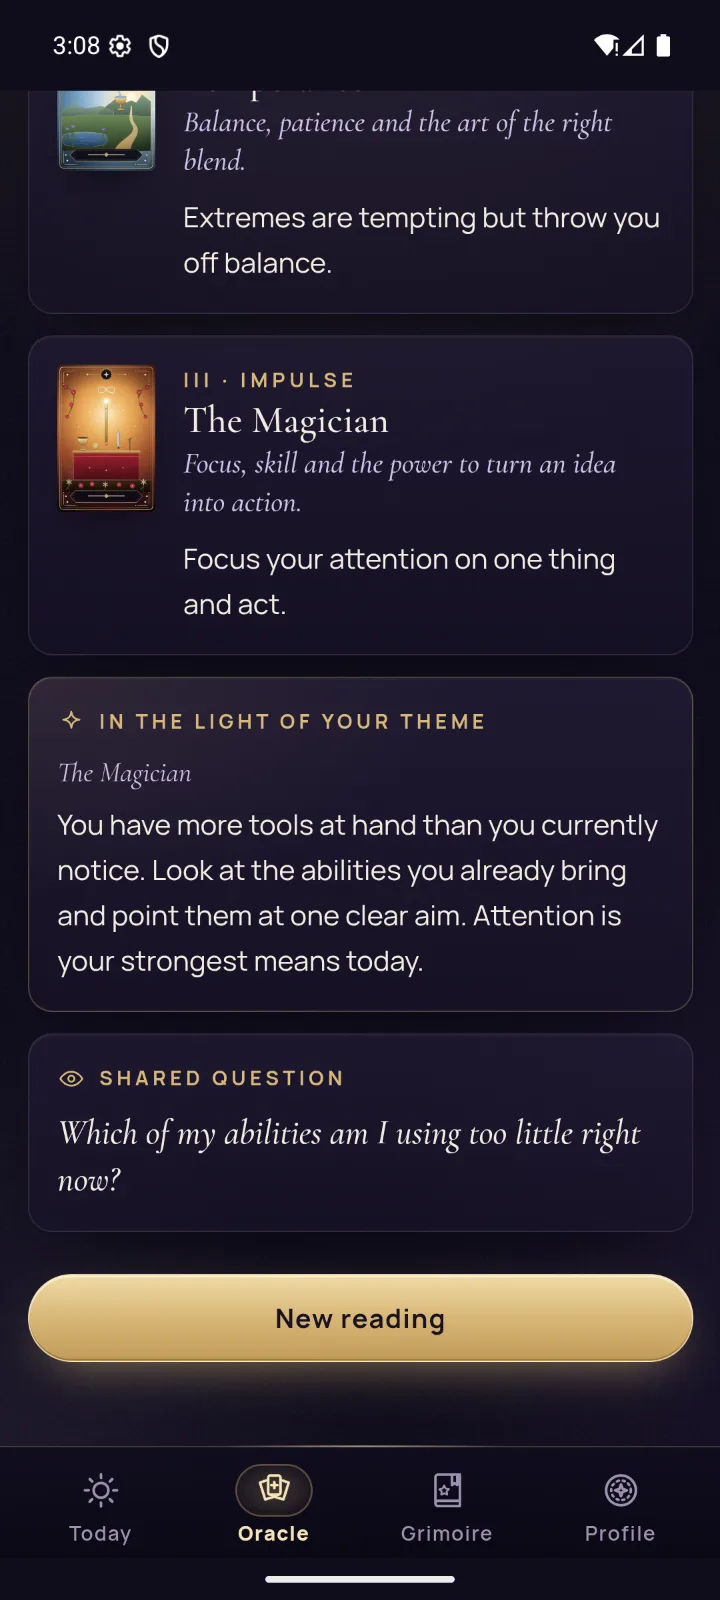 3:08
Balance, patience and the art of the right
blend.
Extremes are tempting but throw you
off balance.
III · IMPULSE
The Magician
Focus, skill and the power to turn an idea
into action.
Focus your attention on one thing
and act.
IN THE LIGHT OF YOUR THEME
The Magician
You have more tools at hand than you currently
notice. Look at the abilities you already bring
and point them at one clear aim. Attention is
your strongest means today.
SHARED QUESTION
Which of my abilities am I using too little right
now?
New reading
Today
Oracle
Grimoire
Profile